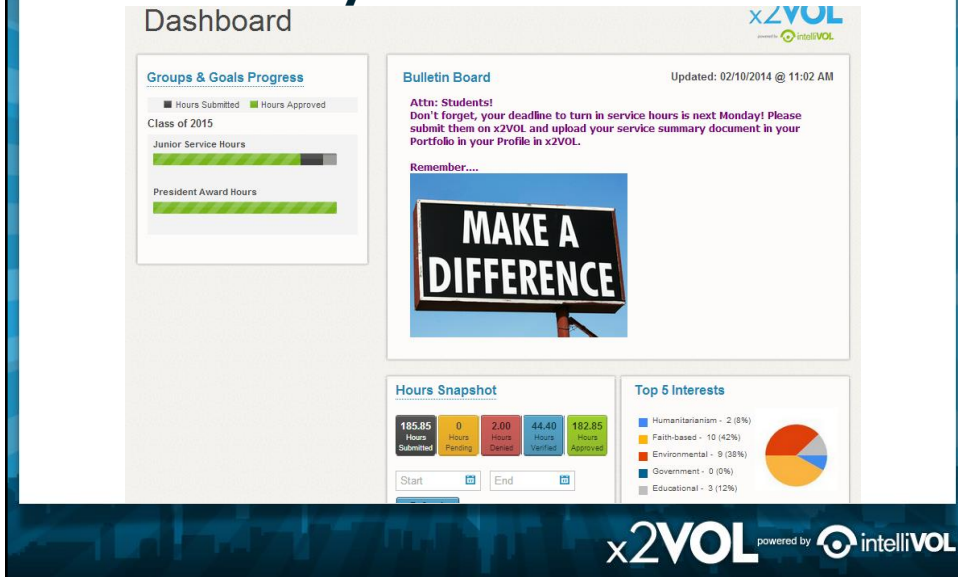 Dashboard
x2VOL
powered by intelliVOL
Groups & Goals Progress
Hours Submitted Hours Approved
Class of 2015
Junior Service Hours
President Award Hours
Bulletin Board
Updated: 02/10/2014 @ 11:02 AM
Attn: Students!
Don't forget, your deadline to turn in service hours is next Monday! Please
submit them on x2VOL and upload your service summary document in your
Portfolio in your Profile in x2VOL.
Remember....
MAKE A
DIFFERENCE
Hours Snapshot
185.85 Hours Submitted
0 Hours Pending
2.00 Hours Denied
44.40 Hours Verified
182.85 Hours Approved
Start
End
Top 5 Interests
Humanitarianism - 2 (8%)
Faith-based - 10 (42%)
Environmental - 9 (38%)
Government - 0 (0%)
Educational - 3 (12%)
x2VOL powered by intelliVOL